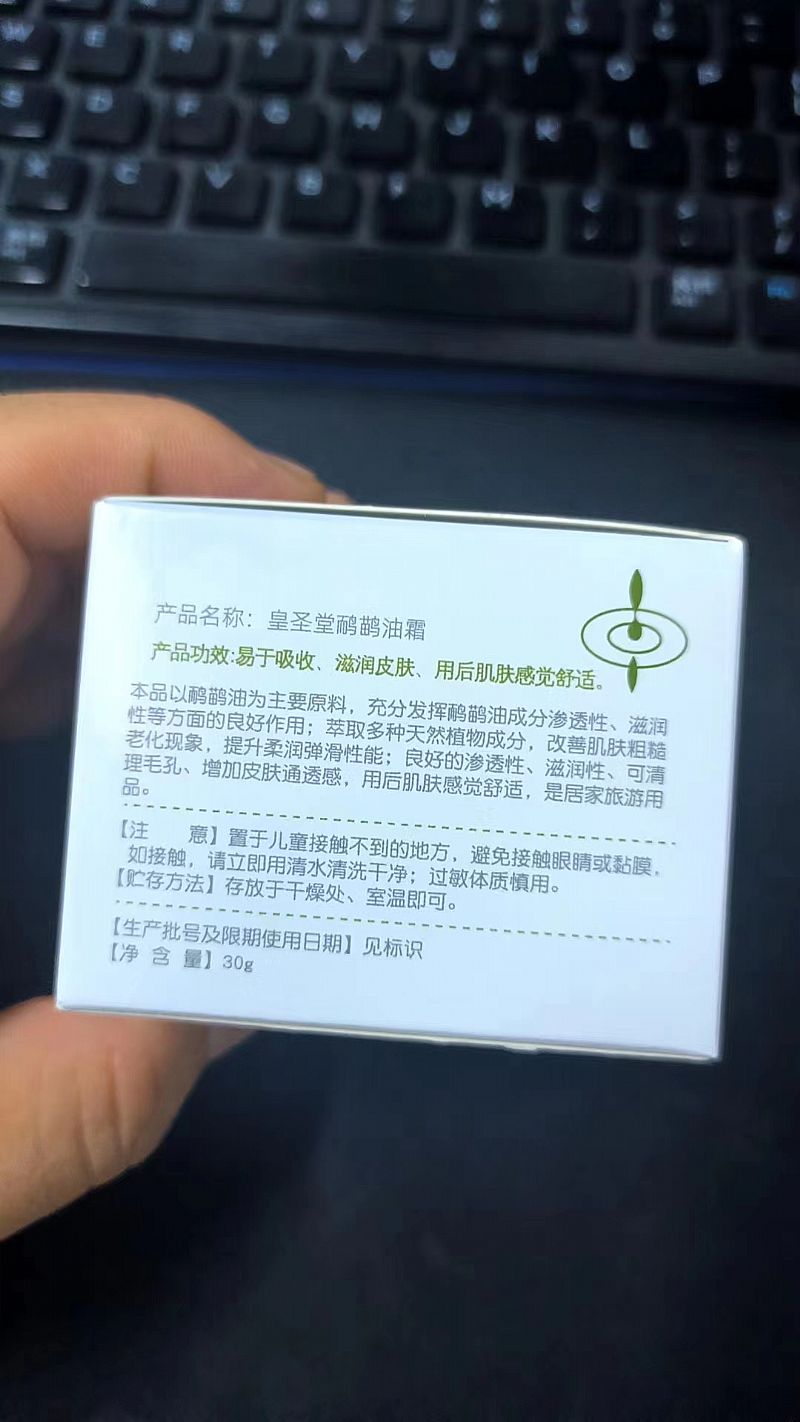 W E R T Y U O P
S D F G H J K L
X C V B N M
产品名称：皇圣堂鸸鹋油霜
产品功效:易于吸收、滋润皮肤、用后肌肤感觉舒适。
本品以鸸鹋油为主要原料，充分发挥鸸鹋油成分渗透性、滋润
性等方面的良好作用；萃取多种天然植物成分，改善肌肤粗糙
老化现象，提升柔润弹滑性能；良好的渗透性、滋润性、可清
理毛孔、增加皮肤通透感，用后肌肤感觉舒适，是居家旅游用
品。
【注 意】置于儿童接触不到的地方，避免接触眼睛或黏膜，
如接触，请立即用清水清洗干净；过敏体质慎用。
【贮存方法】存放于干燥处、室温即可。
【生产批号及限期使用日期】见标识
【净 含 量】30g